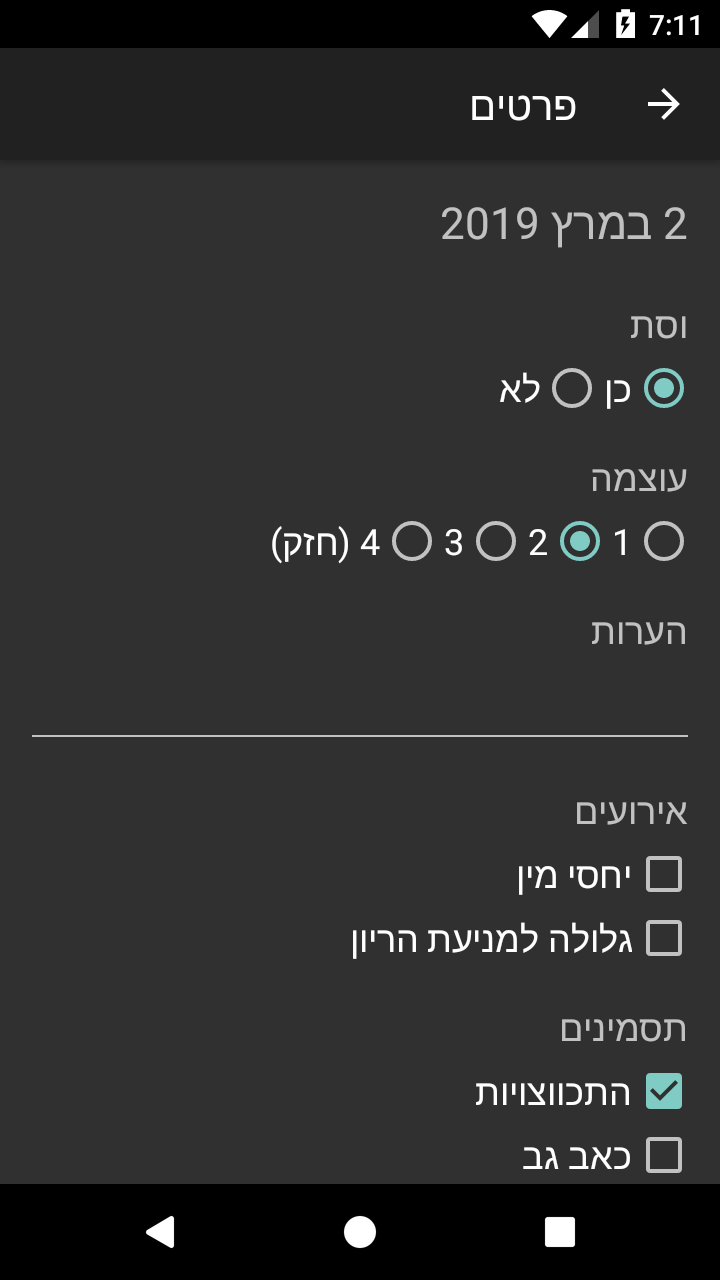 7:11
פרטים
2 במרץ 2019
וסת
כן לא
עוצמה
1 2 3 4 (חזק)
הערות
אירועים
יחסי מין
גלולה למניעת הריון
תסמינים
התכווצויות
כאב גב